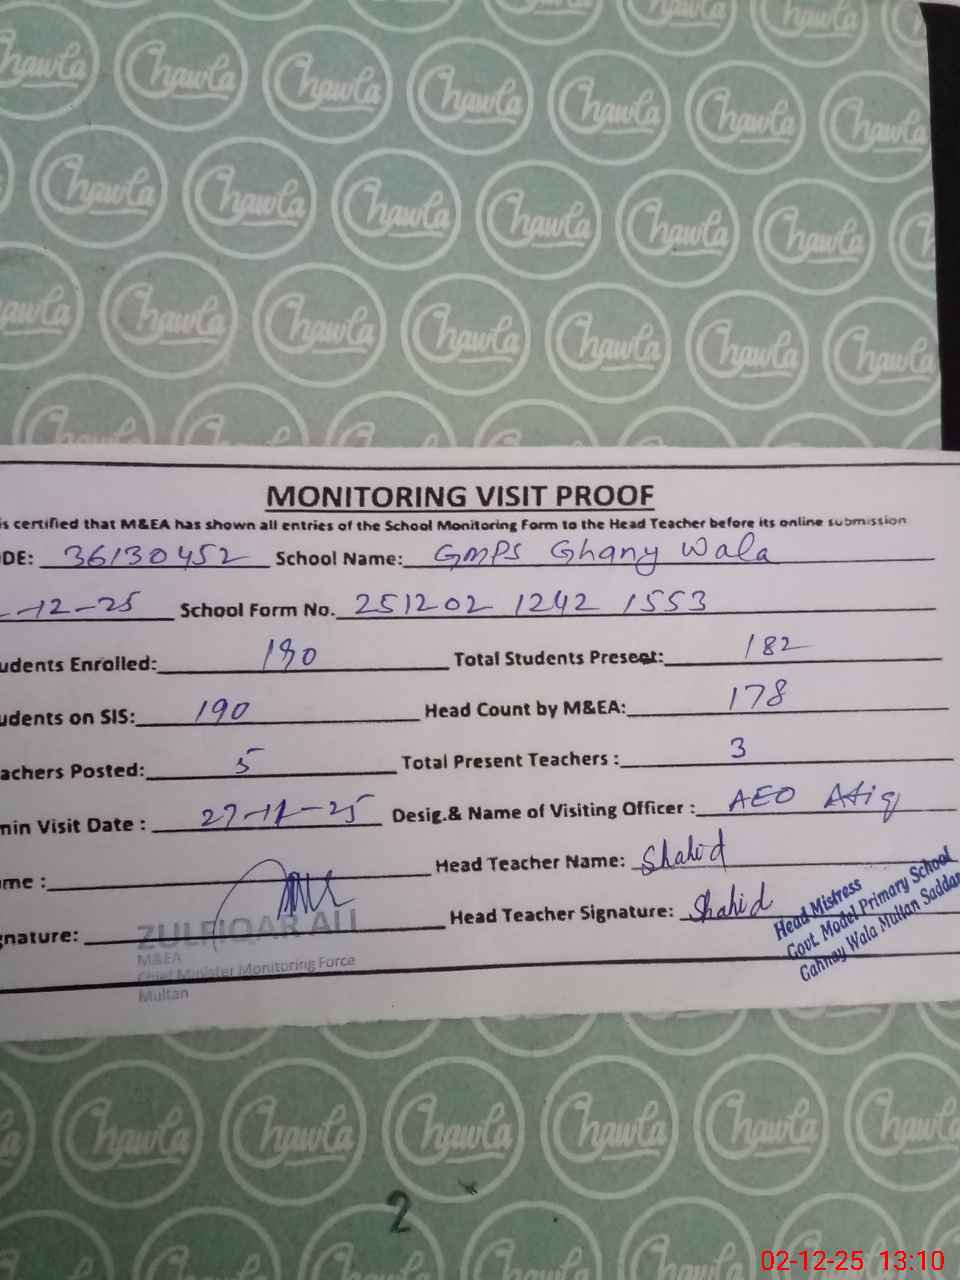 Chawla
MONITORING VISIT PROOF
is certified that M&EA has shown all entries of the School Monitoring Form to the Head Teacher before its online submission
DE: 36130452 School Name: GMPS Ghany Wala
-12-25 School Form No. 251202 1242 1553
udents Enrolled: 190 Total Students Present: 182
udents on SIS: 190 Head Count by M&EA: 178
achers Posted: 5 Total Present Teachers : 3
min Visit Date : 27-11-25 Desig.& Name of Visiting Officer : AEO Atiq
me : Head Teacher Name: Shahid
gnature: Head Teacher Signature: Shahid
ZULFIQAR ALI
M&EA
Chief Minister Monitoring Force
Multan
Head Mistress
Govt. Model Primary School
Gahnay Wala Multan Saddar
2
02-12-25 13:10